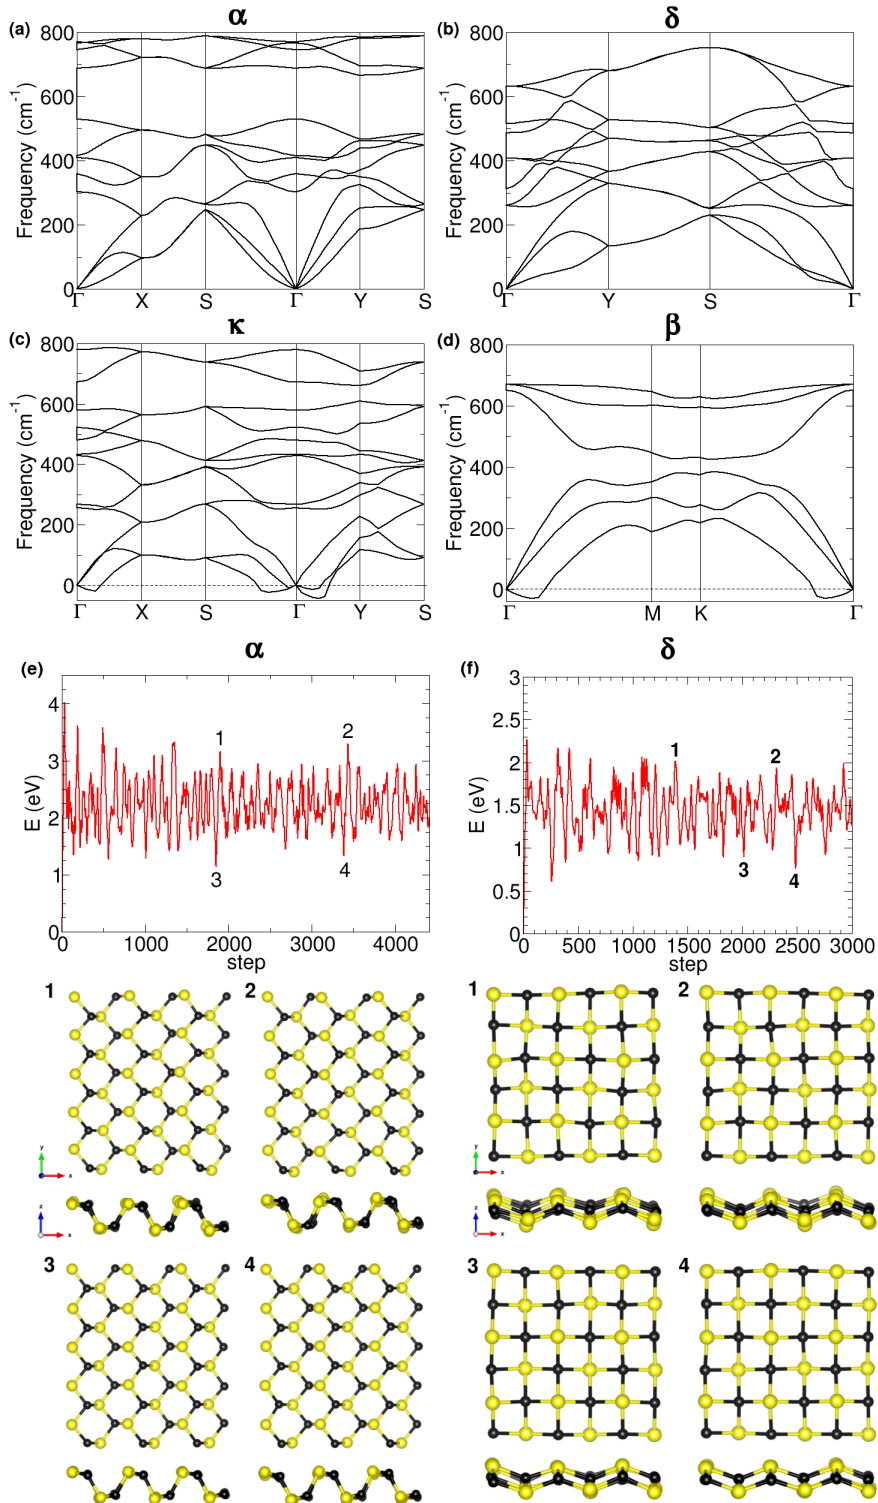 (a) α
Frequency (cm⁻¹)
800
600
400
200
0
Γ X S Γ Y S
(b) δ
Frequency (cm⁻¹)
800
600
400
200
0
Γ Y S Γ
(c) κ
Frequency (cm⁻¹)
800
600
400
200
0
Γ X S Γ Y S
(d) β
Frequency (cm⁻¹)
800
600
400
200
0
Γ M K Γ
(e) α
E (eV)
4
3
2
1
0
1 2
3 4
0 1000 2000 3000 4000
step
(f) δ
E (eV)
3
2.5
2
1.5
1
0.5
0
1 2
3 4
0 500 1000 1500 2000 2500 3000
step
1 2
y
x
z
x
3 4
1 2
y
x
z
x
3 4